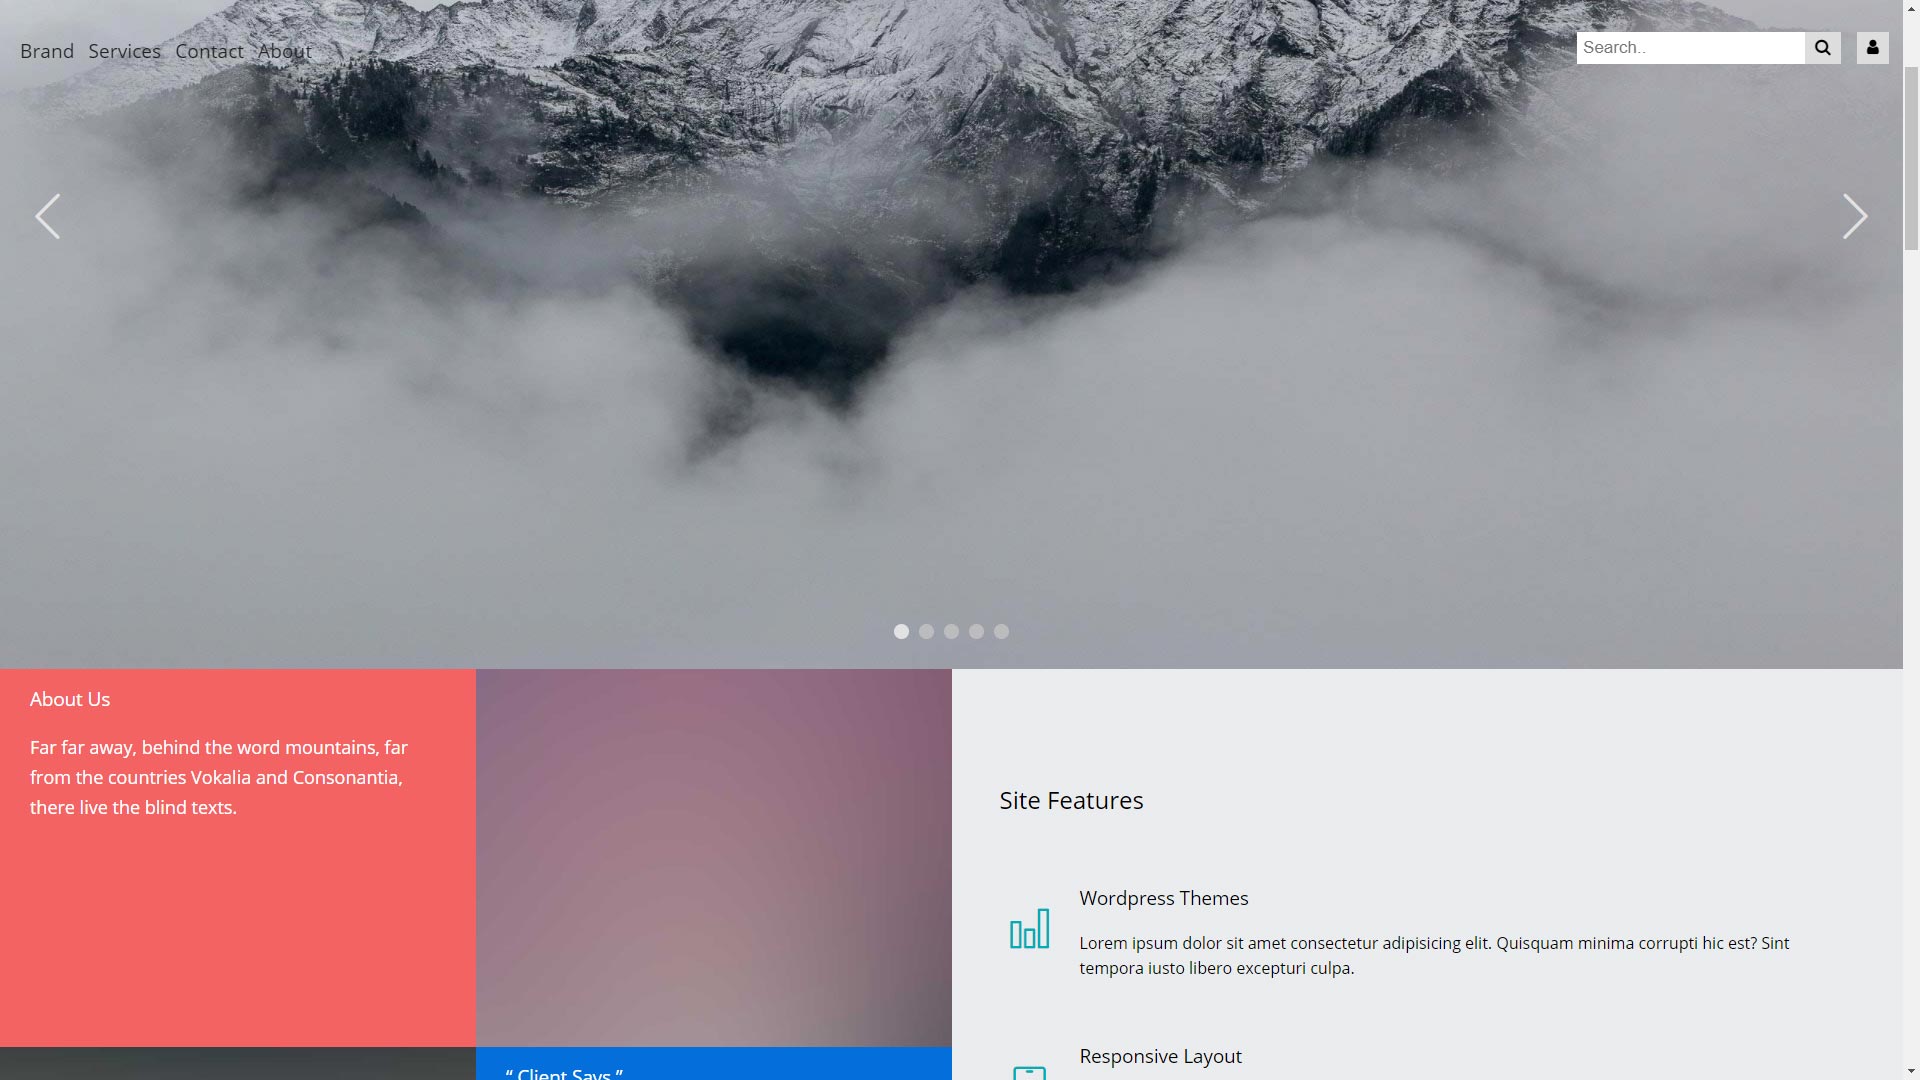 Brand Services Contact About
Search..
About Us
Far far away, behind the word mountains, far
from the countries Vokalia and Consonantia,
there live the blind texts.
“ Client Says ”
Site Features
Wordpress Themes
Lorem ipsum dolor sit amet consectetur adipisicing elit. Quisquam minima corrupti hic est? Sint
tempora iusto libero excepturi culpa.
Responsive Layout